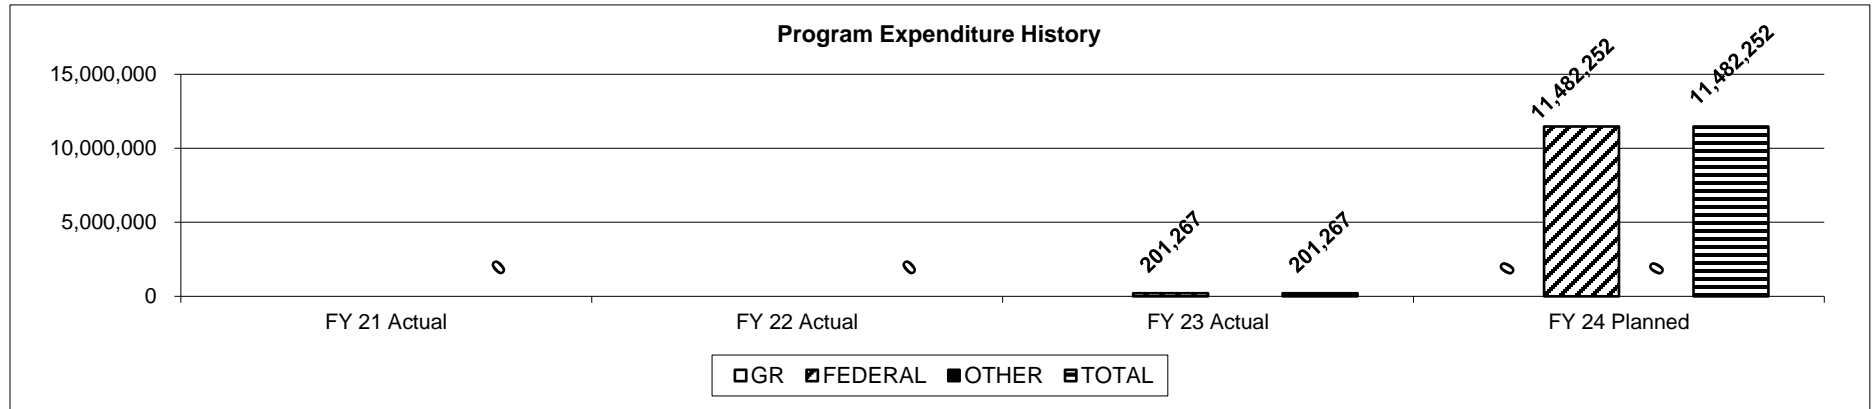 Program Expenditure History
15,000,000
10,000,000
5,000,000
0
0
0
201,267
201,267
0
11,482,252
0
11,482,252
FY 21 Actual
FY 22 Actual
FY 23 Actual
FY 24 Planned
GR FEDERAL OTHER TOTAL